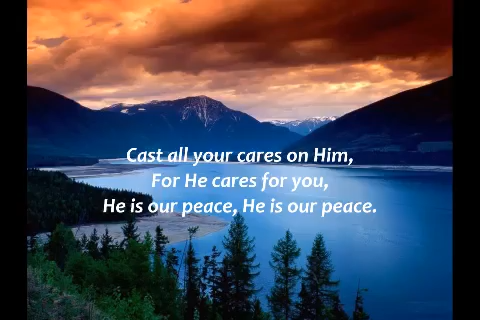 Cast all your cares on Him,
For He cares for you,
He is our peace, He is our peace.